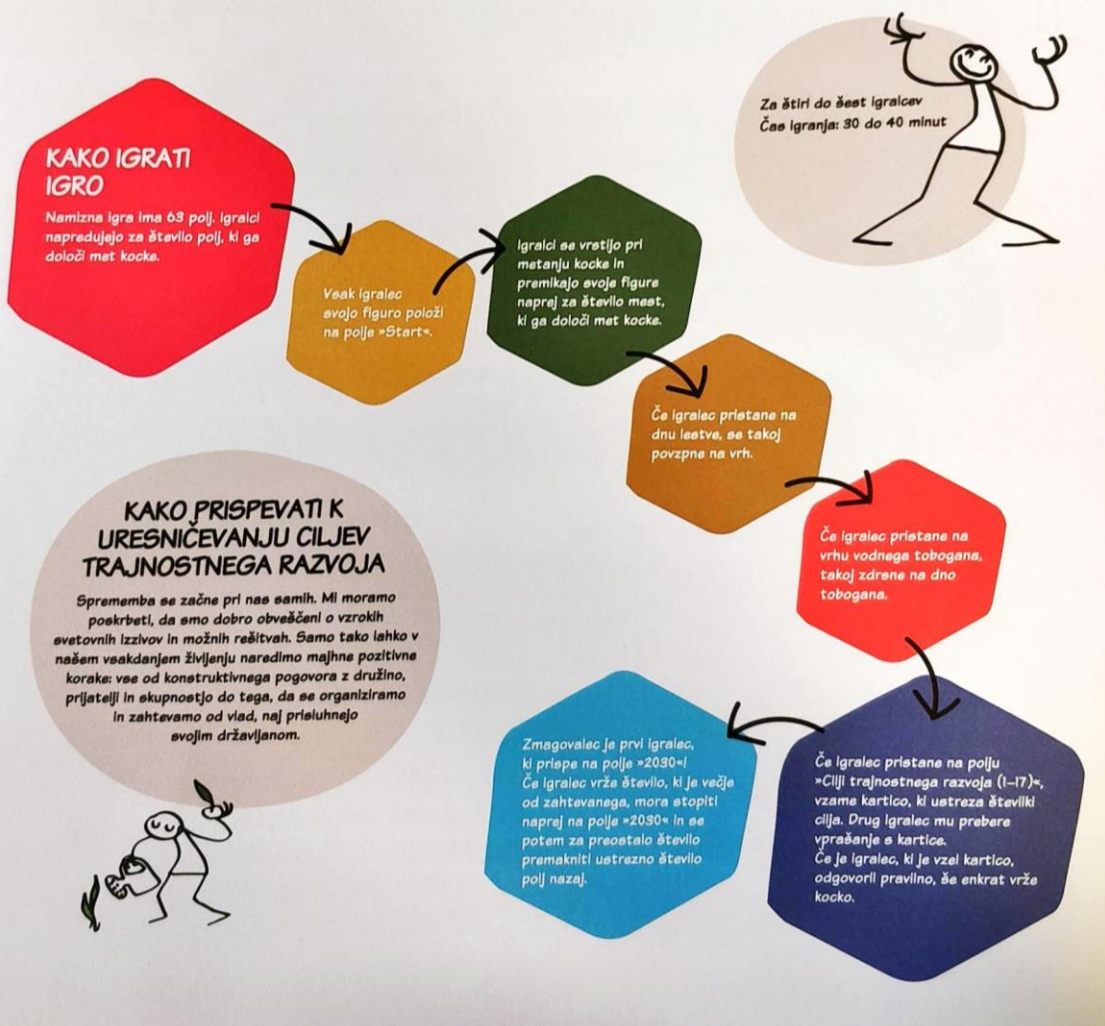 KAKO IGRATI
IGRO
Namizna igra ima 63 polj. Igralci
napredujejo za število polj, ki ga
določi met kocke.
Vsak igralec
svojo figuro položi
na polje »Start«.
Igralci se vrstijo pri
metanju kocke in
premikajo svoje figure
naprej za število mest,
ki ga določi met kocke.
Za štiri do šest igralcev
Čas igranja: 30 do 40 minut
Če igralec pristane na
dnu lestve, se takoj
povzpne na vrh.
Če igralec pristane na
vrhu vodnega tobogana,
takoj zdrsne na dno
tobogana.
Če igralec pristane na polju
»Cilji trajnostnega razvoja (1–17)«,
vzame kartico, ki ustreza številki
cilja. Drug igralec mu prebere
vprašanje s kartice.
Če je igralec, ki je vzel kartico,
odgovoril pravilno, še enkrat vrže
kocko.
Zmagovalec je prvi igralec,
ki prispe na polje »2030«!
Če igralec vrže število, ki je večje
od zahtevanega, mora stopiti
naprej na polje »2030« in se
potem za preostalo število
premakniti ustrezno število
polj nazaj.
KAKO PRISPEVATI K
URESNIČEVANJU CILJEV
TRAJNOSTNEGA RAZVOJA
Sprememba se začne pri nas samih. Mi moramo
poskrbeti, da smo dobro obveščeni o vzrokih
svetovnih izzivov in možnih rešitvah. Samo tako lahko v
našem vsakdanjem življenju naredimo majhne pozitivne
korake: vse od konstruktivnega pogovora z družino,
prijatelji in skupnostjo do tega, da se organiziramo
in zahtevamo od vlad, naj prisluhnejo
svojim državljanom.